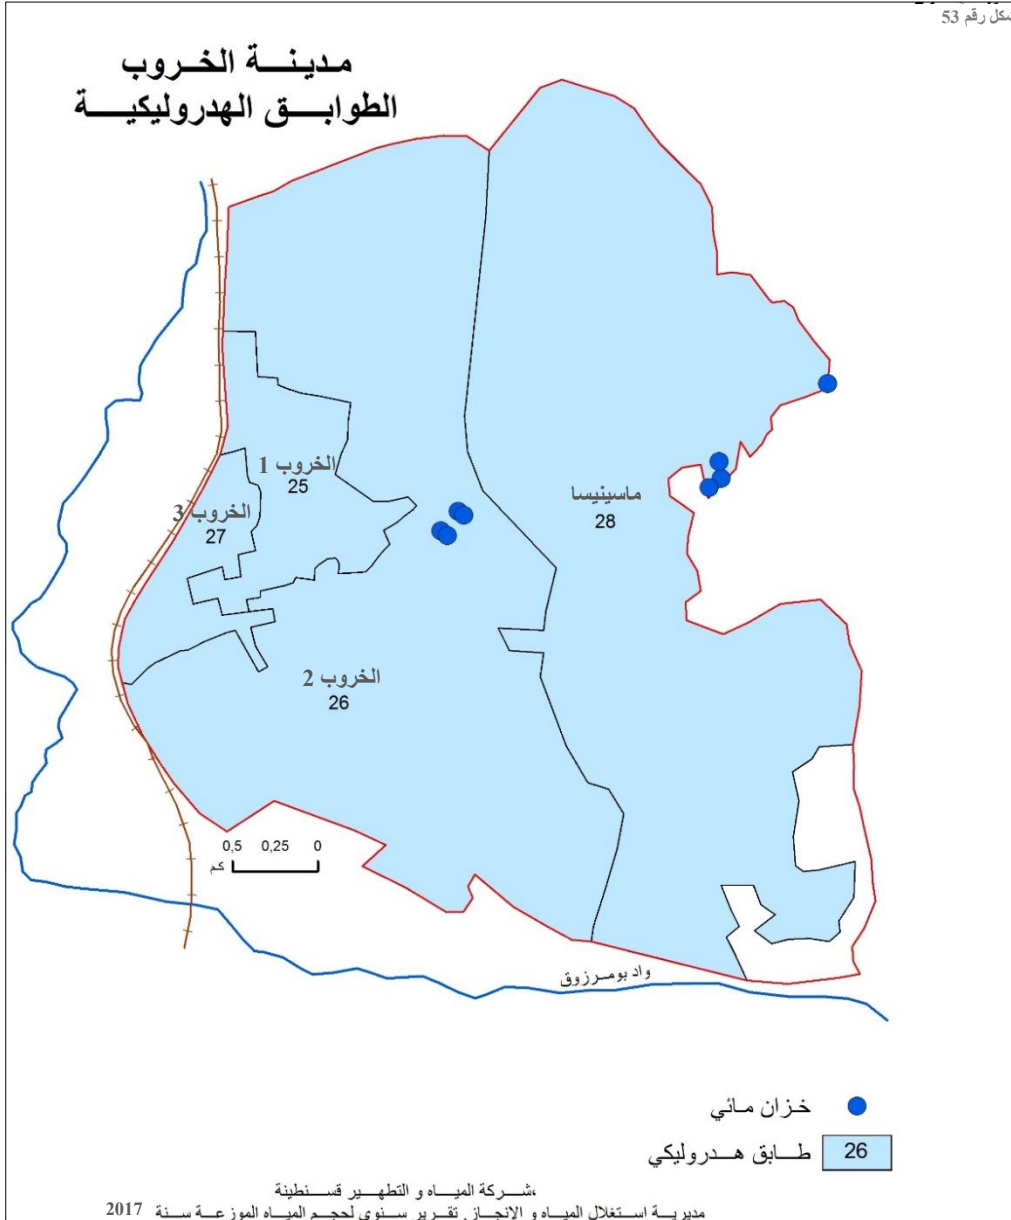 شكل رقم 53
مدينة الخروب
الطوابق الهدروليكية
الخروب 1
25
الخروب 3
27
ماسينيسا
28
الخروب 2
26
0,5 0,25 0
كم
واد بومرزوق
خزان مائي
26 طابق هدروليكي
شركة المياه و التطهير قسنطينة،
مديرية استغلال المياه و الانجاز. تقرير سنوي لحجم المياه الموزعة سنة 2017